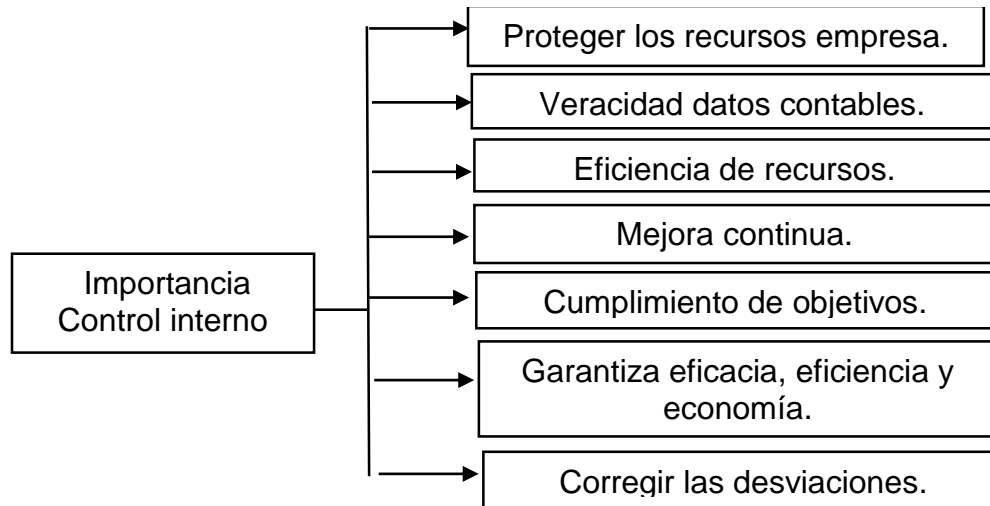 Proteger los recursos empresa.
Veracidad datos contables.
Eficiencia de recursos.
Mejora continua.
Importancia
Control interno
Cumplimiento de objetivos.
Garantiza eficacia, eficiencia y
economía.
Corregir las desviaciones.